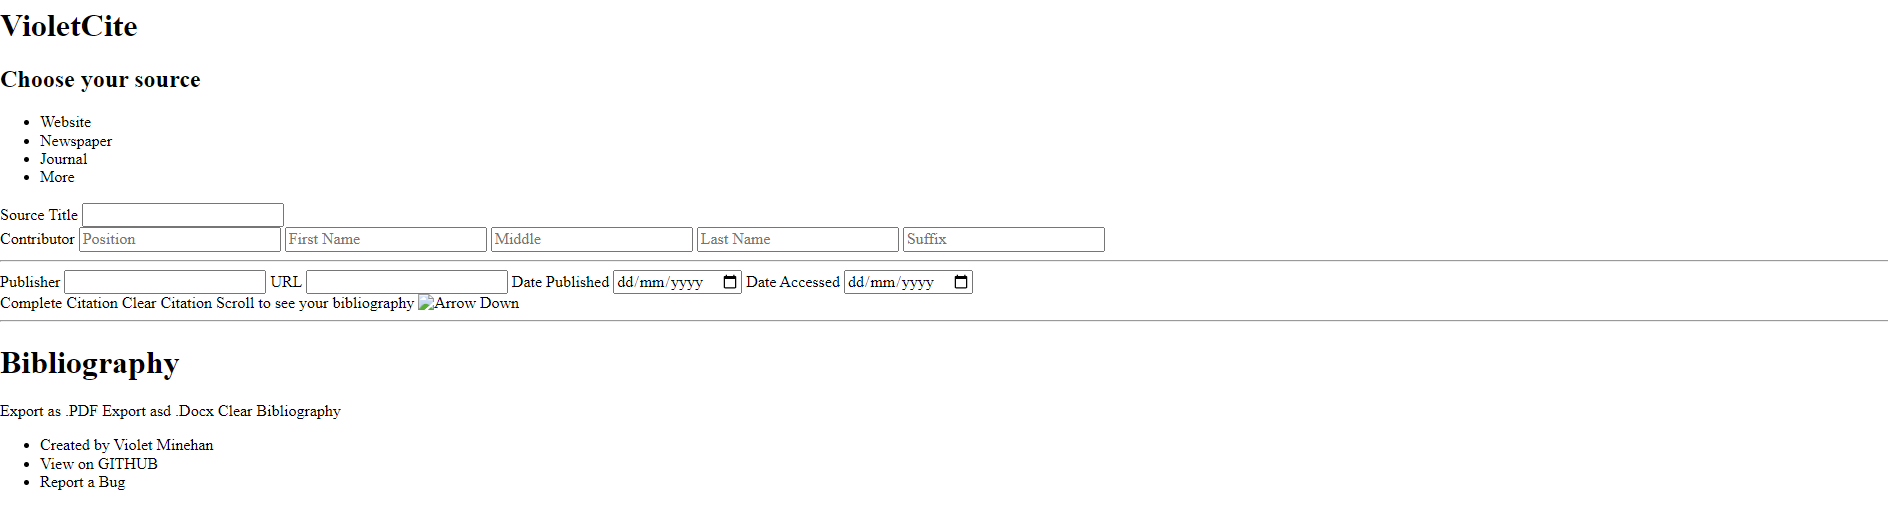 VioletCite
Choose your source
Website
Newspaper
Journal
More
Source Title
Contributor Position First Name Middle Last Name Suffix
Publisher URL Date Published dd/mm/yyyy Date Accessed dd/mm/yyyy
Complete Citation Clear Citation Scroll to see your bibliography Arrow Down
Bibliography
Export as .PDF Export asd .Docx Clear Bibliography
Created by Violet Minehan
View on GITHUB
Report a Bug